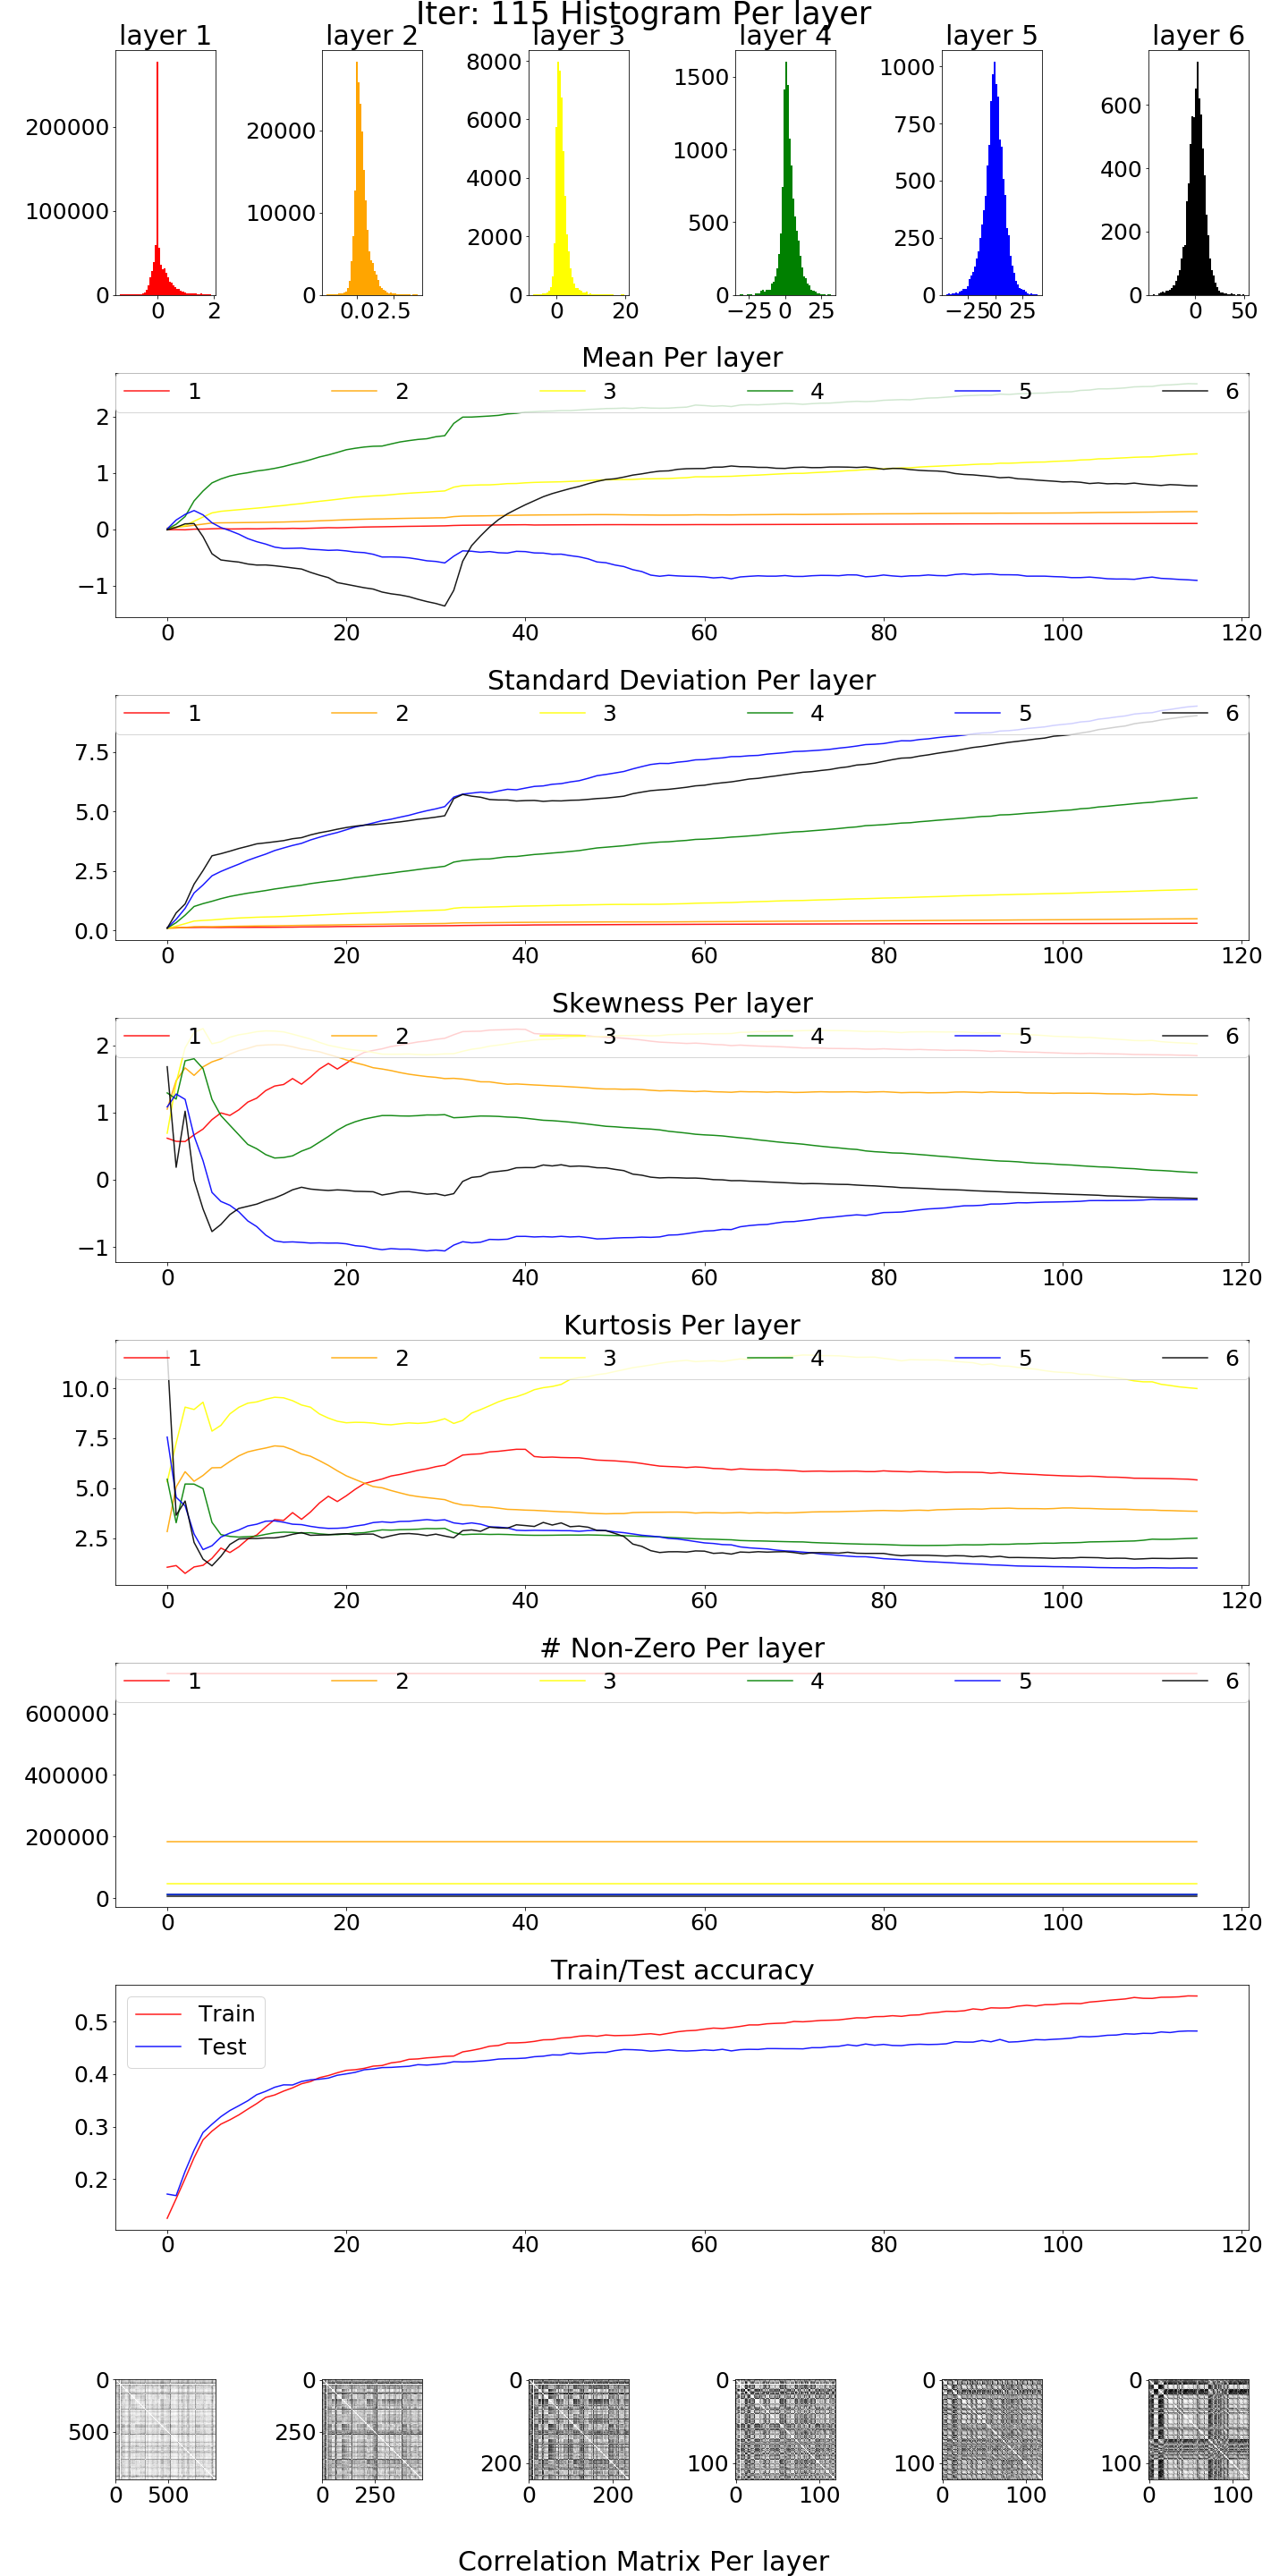 Iter: 115 Histogram Per layer
layer 1 layer 2 layer 3 layer 4 layer 5 layer 6
200000 100000 0 0 2
20000 10000 0 0.0 2.5
8000 6000 4000 2000 0 0 20
1500 1000 500 0 −25 0 25
1000 750 500 250 0 −25 0 25
600 400 200 0 0 50
Mean Per layer
1 2 3 4 5 6
2
1
0
−1
0 20 40 60 80 100 120
Standard Deviation Per layer
1 2 3 4 5 6
7.5
5.0
2.5
0.0
0 20 40 60 80 100 120
Skewness Per layer
1 2 3 4 5 6
2
1
0
−1
0 20 40 60 80 100 120
Kurtosis Per layer
1 2 3 4 5 6
10.0
7.5
5.0
2.5
0 20 40 60 80 100 120
# Non-Zero Per layer
1 2 3 4 5 6
600000
400000
200000
0
0 20 40 60 80 100 120
Train/Test accuracy
Train
Test
0.5
0.4
0.3
0.2
0 20 40 60 80 100 120
0 500 0 500
0 250 0 250
0 200 0 200
0 100 0 100
0 100 0 100
0 100 0 100
Correlation Matrix Per layer